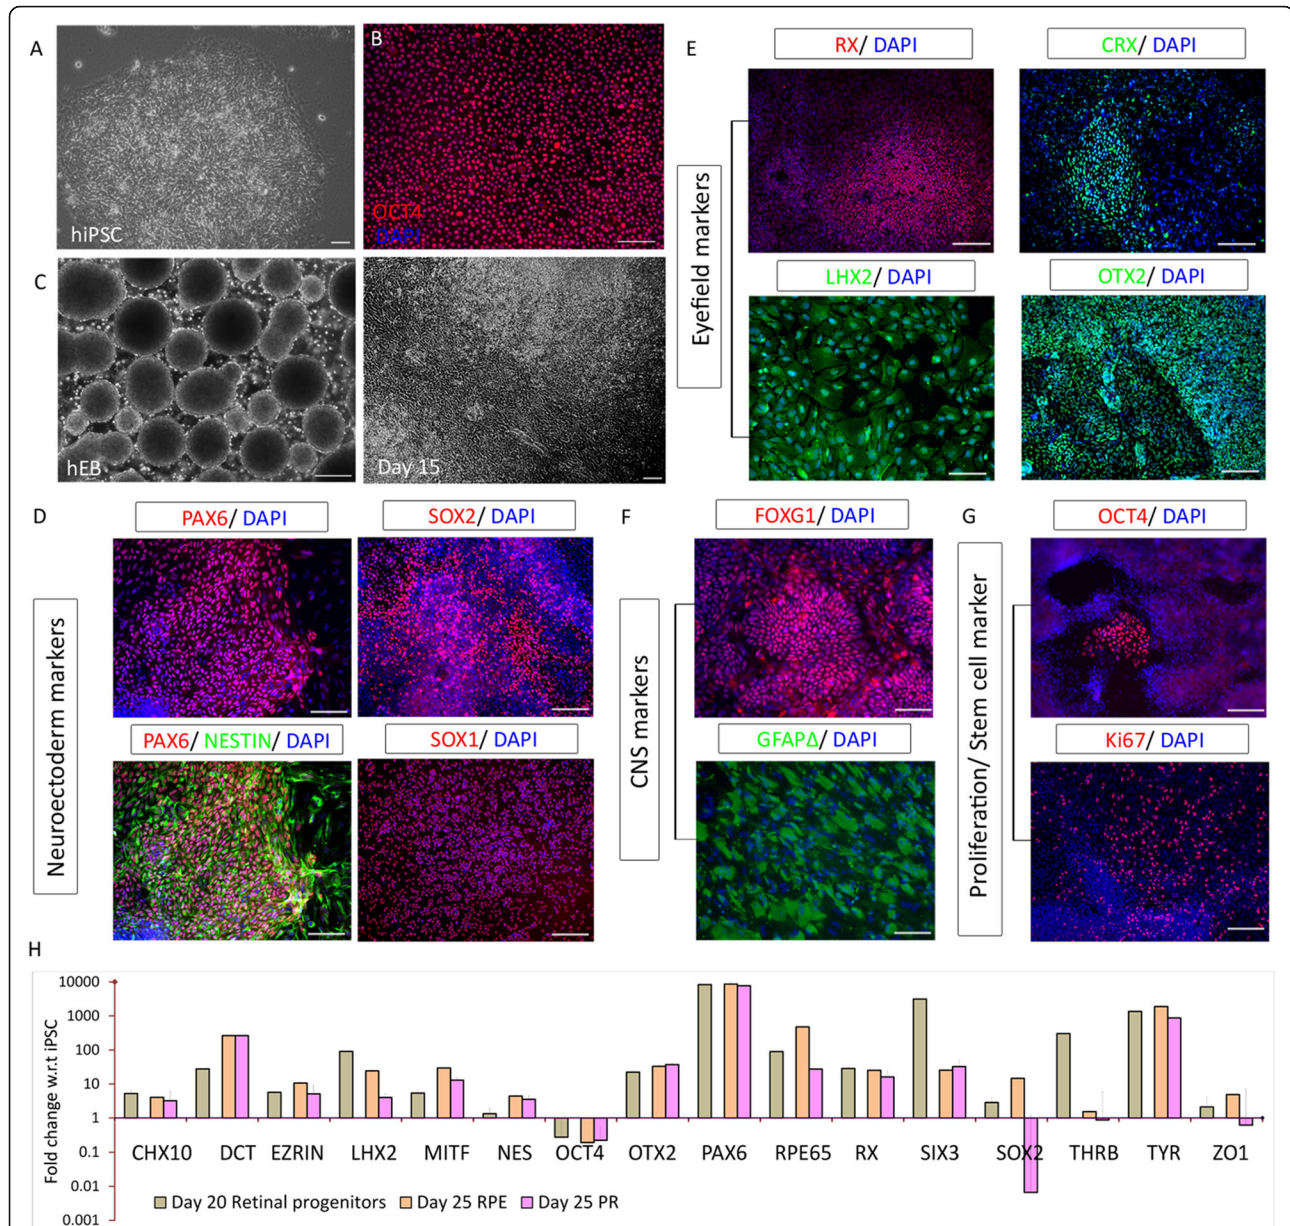 A
hiPSC
B
OCT4
DAPI
C
hEB
Day 15
E
Eyefield markers
RX/ DAPI
CRX/ DAPI
LHX2/ DAPI
OTX2/ DAPI
D
Neuroectoderm markers
PAX6/ DAPI
SOX2/ DAPI
PAX6/ NESTIN/ DAPI
SOX1/ DAPI
F
CNS markers
FOXG1/ DAPI
GFAPΔ/ DAPI
G
Proliferation/ Stem cell marker
OCT4/ DAPI
Ki67/ DAPI
H
Fold change w.r.t iPSC
10000
1000
100
10
1
0.1
0.01
0.001
CHX10 DCT EZRIN LHX2 MITF NES OCT4 OTX2 PAX6 RPE65 RX SIX3 SOX2 THRB TYR ZO1
Day 20 Retinal progenitors Day 25 RPE Day 25 PR